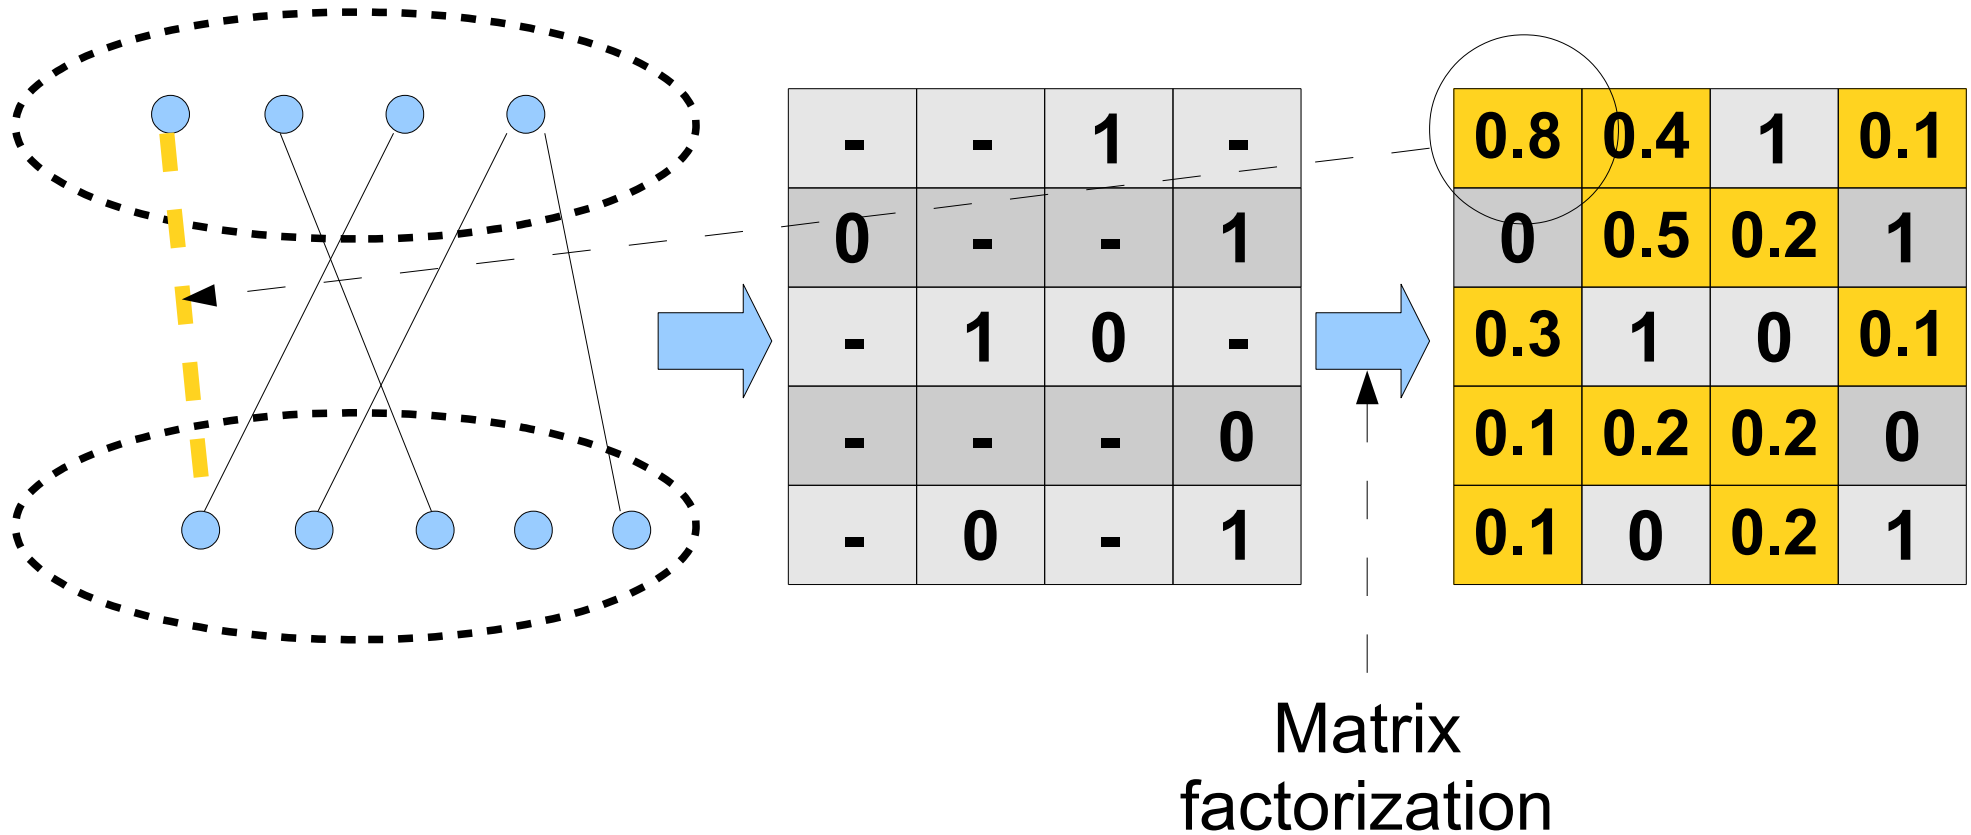 - - 1 -
0 - - 1
- 1 0 -
- - - 0
- 0 - 1
0.8 0.4 1 0.1
0 0.5 0.2 1
0.3 1 0 0.1
0.1 0.2 0.2 0
0.1 0 0.2 1
Matrix
factorization